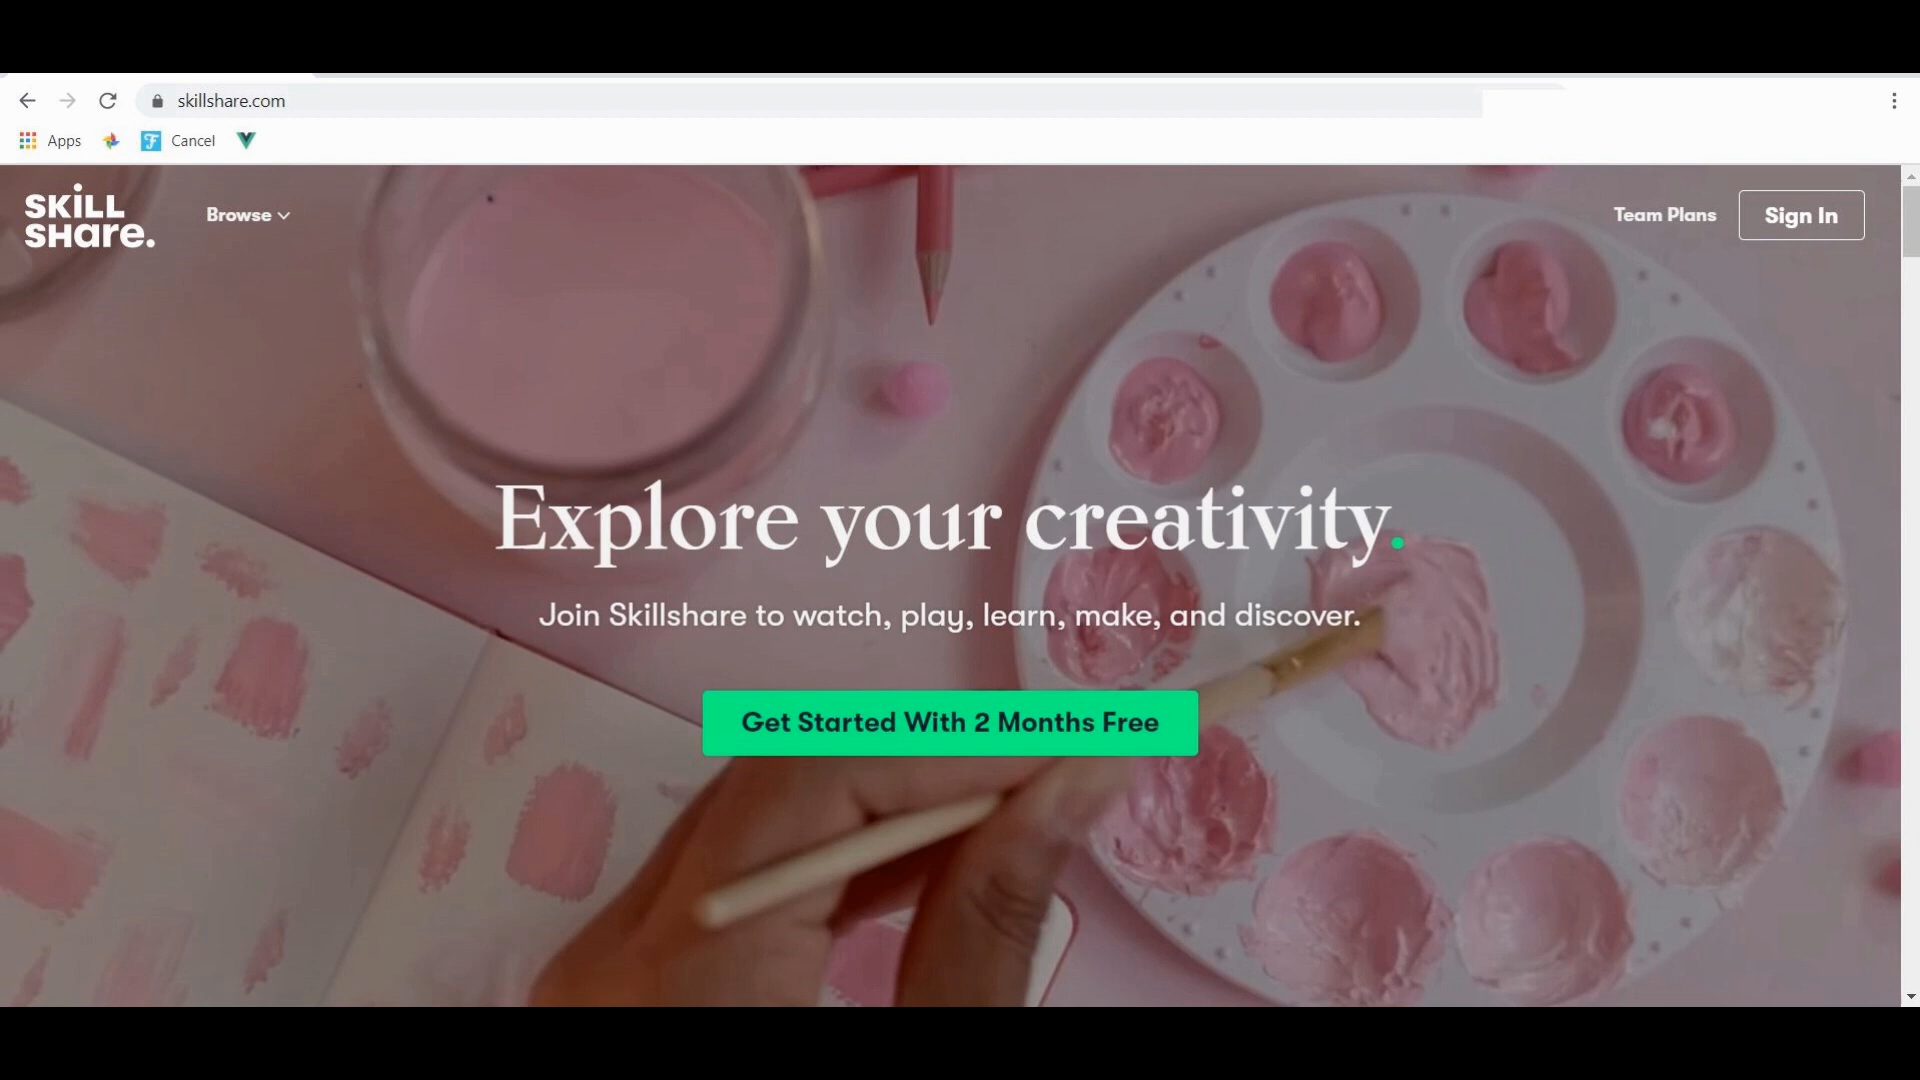 skillshare.com
Apps
Cancel
SKiLL
SHare.
Browse
Team Plans
Sign In
Explore your creativity.
Join Skillshare to watch, play, learn, make, and discover.
Get Started With 2 Months Free